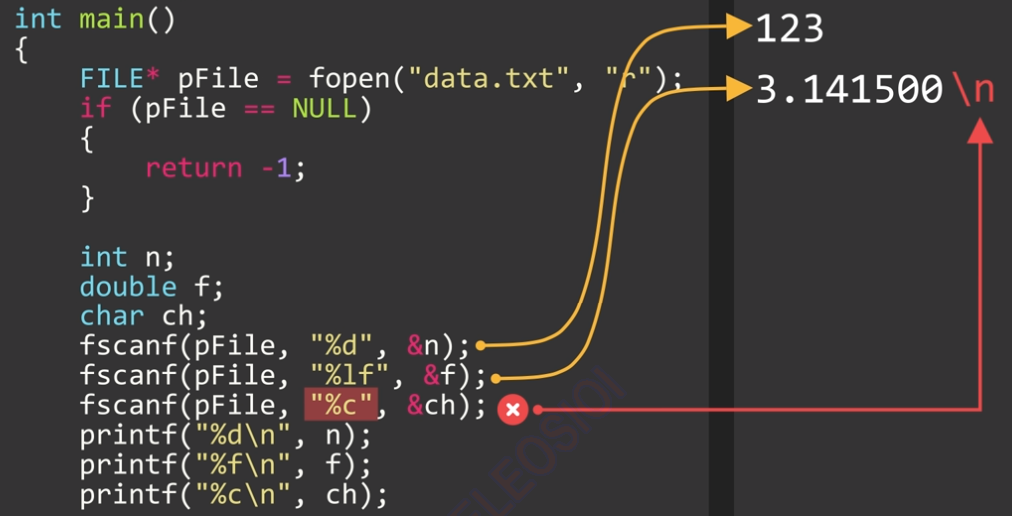 int main()
{
    FILE* pFile = fopen("data.txt", "r");
    if (pFile == NULL)
    {
        return -1;
    }
    int n;
    double f;
    char ch;
    fscanf(pFile, "%d", &n);
    fscanf(pFile, "%lf", &f);
    fscanf(pFile, "%c", &ch);
    printf("%d\n", n);
    printf("%f\n", f);
    printf("%c\n", ch);
123
3.141500\n